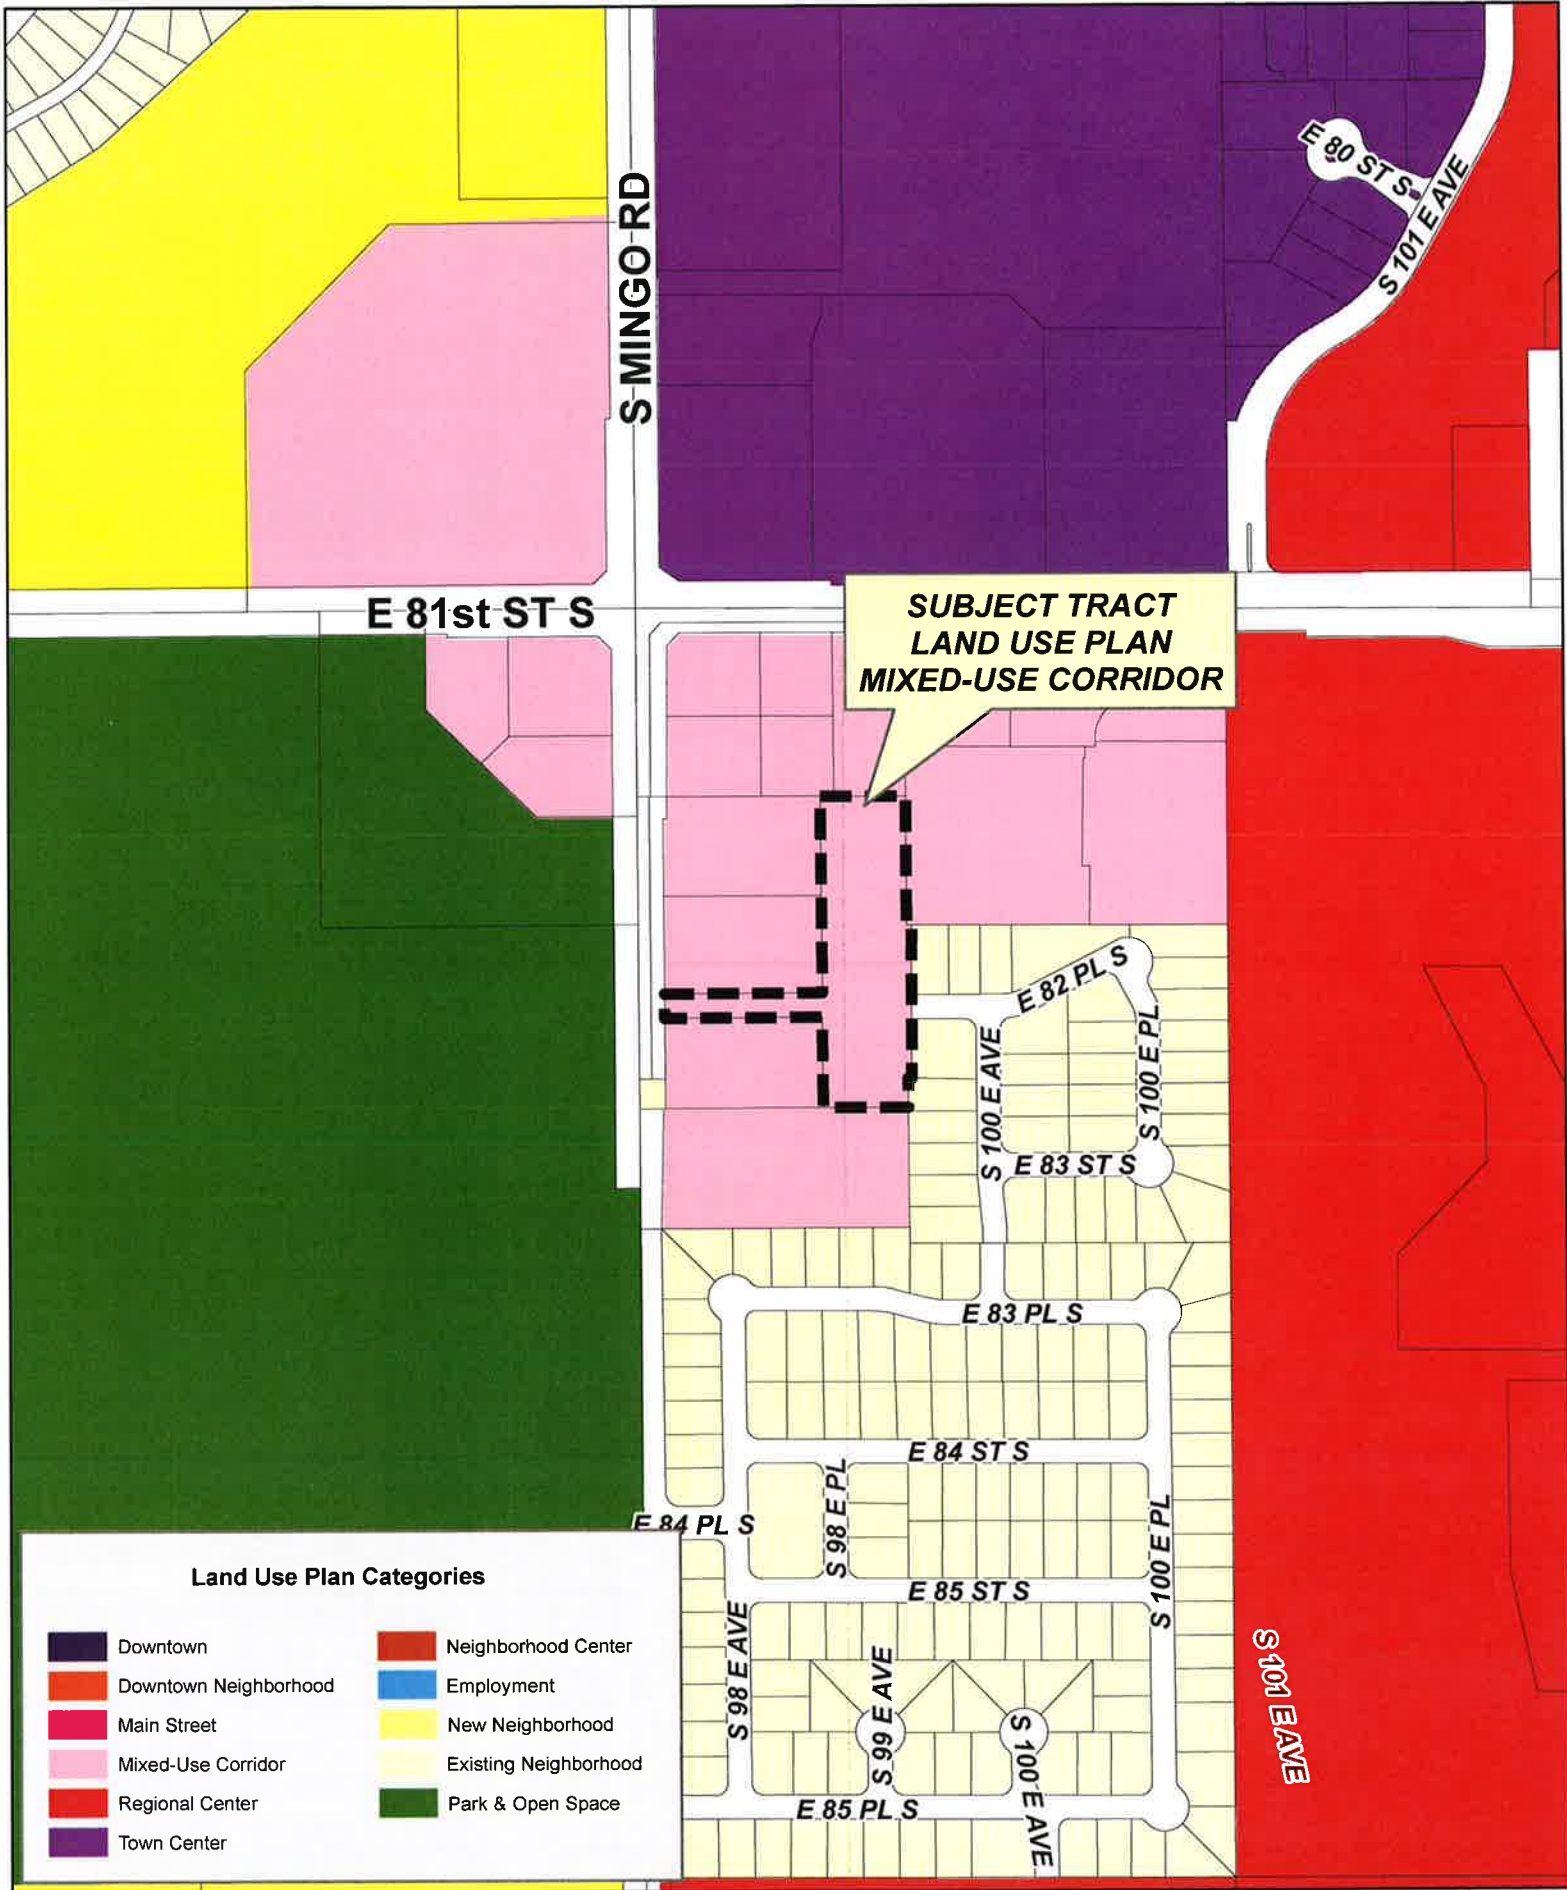 E 80 ST S
S 101 E AVE
S MINGO RD
E 81st ST S
SUBJECT TRACT
LAND USE PLAN
MIXED-USE CORRIDOR
E 82 PL S
S 100 E AVE
S 100 E PL
E 83 ST S
E 83 PL S
E 84 ST S
S 98 E PL
E 84 PL S
S 100 E PL
E 85 ST S
S 98 E AVE
S 99 E AVE
S 100 E AVE
S 101 E AVE
E 85 PL S
Land Use Plan Categories
Downtown
Downtown Neighborhood
Main Street
Mixed-Use Corridor
Regional Center
Town Center
Neighborhood Center
Employment
New Neighborhood
Existing Neighborhood
Park & Open Space